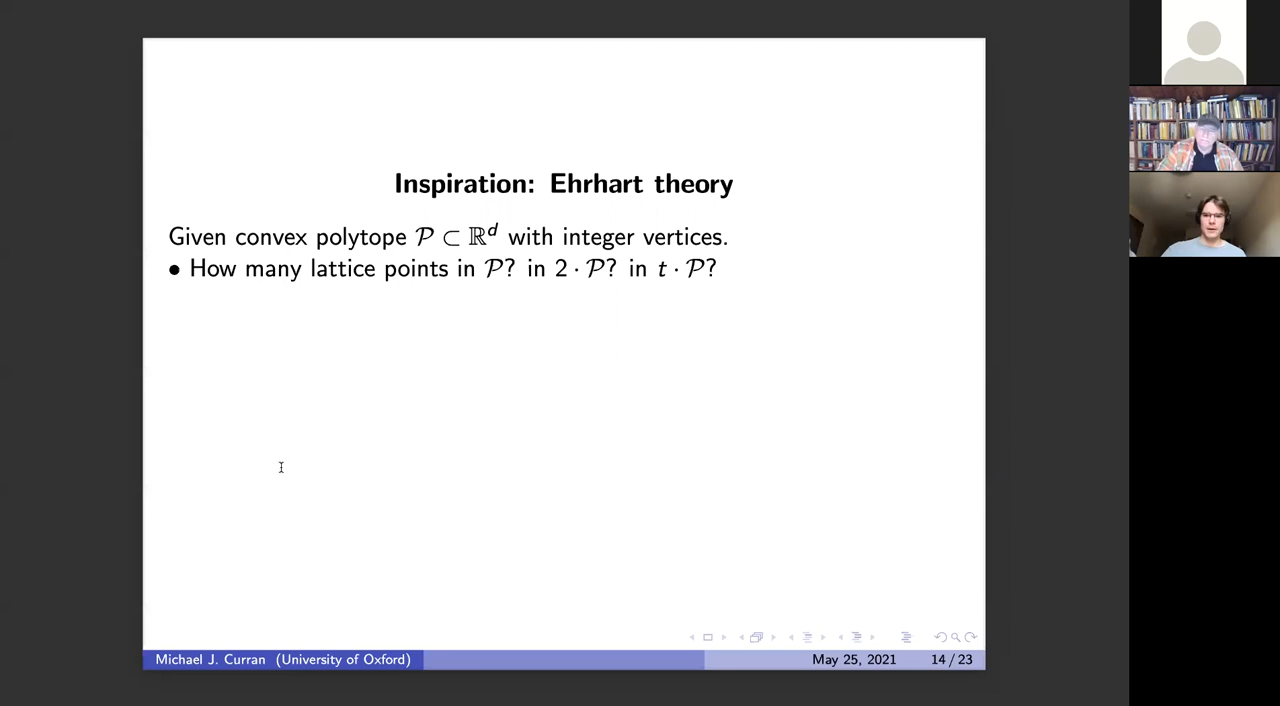 Inspiration: Ehrhart theory
Given convex polytope 𝒫 ⊂ ℝᵈ with integer vertices.
• How many lattice points in 𝒫? in 2 · 𝒫? in t · 𝒫?
Michael J. Curran (University of Oxford) May 25, 2021 14 / 23